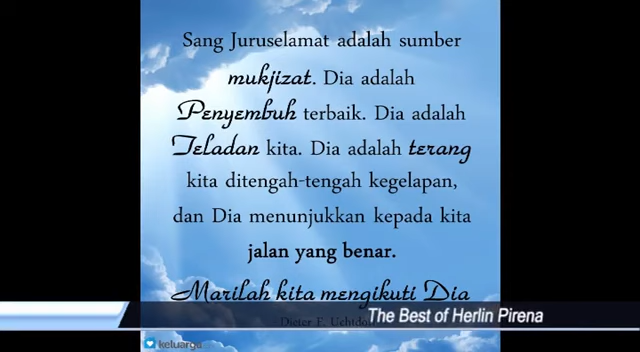 Sang Juruselamat adalah sumber
mukjizat. Dia adalah
Penyembuh terbaik. Dia adalah
Teladan kita. Dia adalah terang
kita ditengah-tengah kegelapan,
dan Dia menunjukkan kepada kita
jalan yang benar.
Marilah kita mengikuti Dia
The Best of Herlin Pirena
Dieter F. Uchtdorf
keluarga